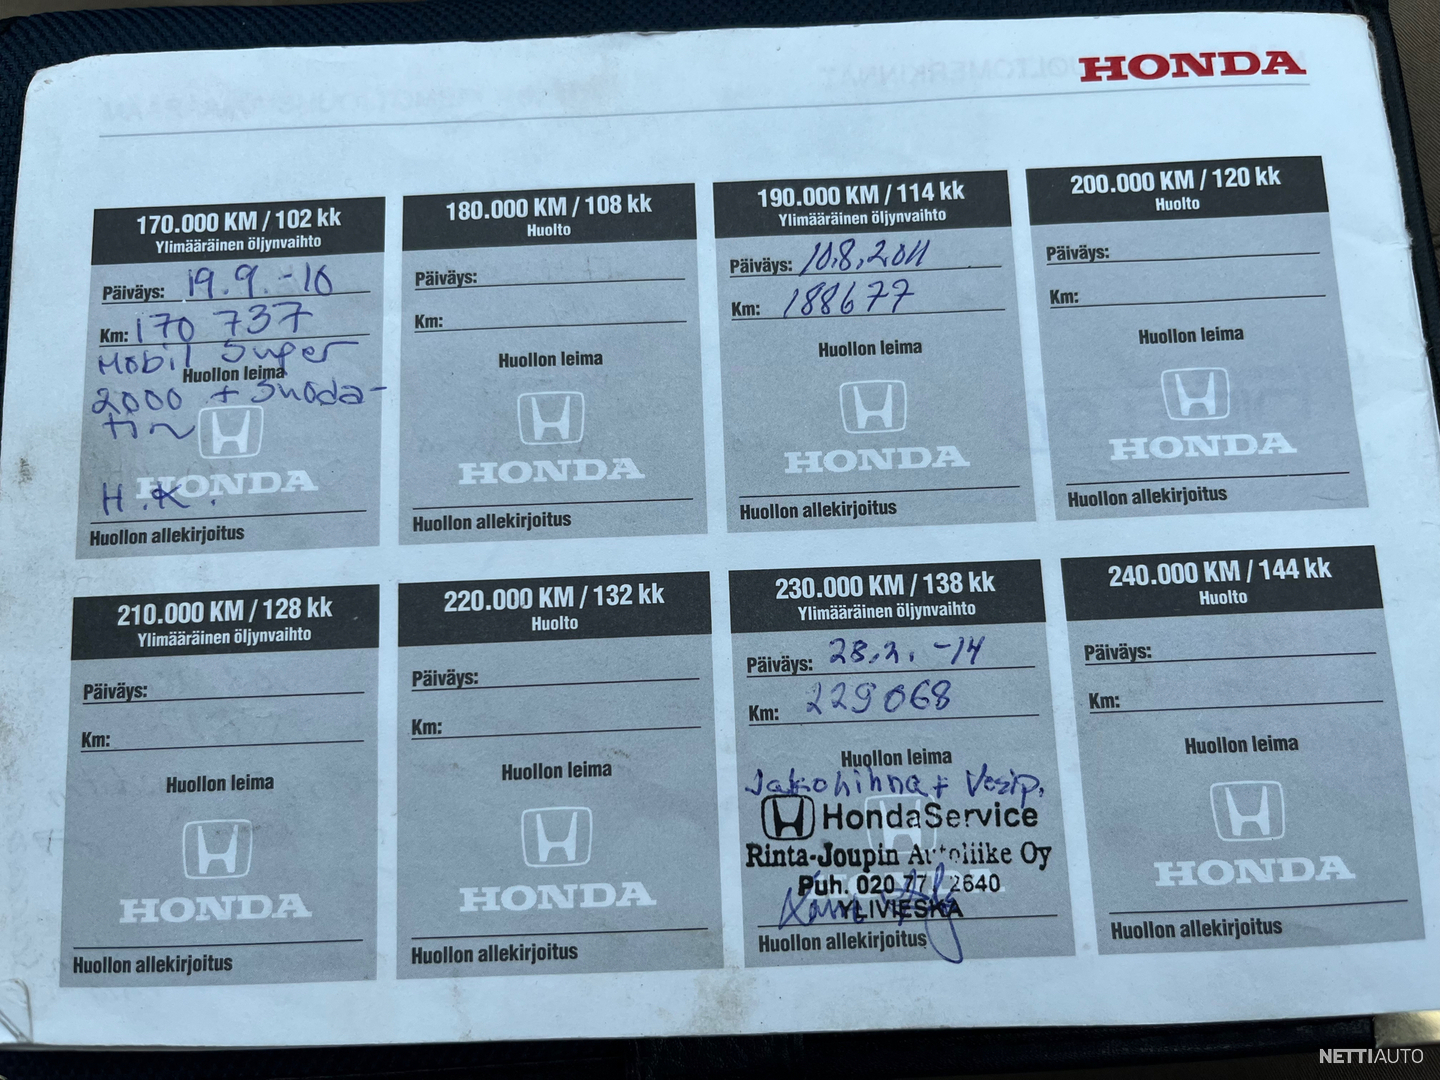 HONDA
170.000 KM / 102 kk
Ylimääräinen öljynvaihto
Päiväys: 19.9.-10
Km: 170 737
Mobil Super
Huollon leima
2000 + Suoda-
tin
HONDA
H.K.
Huollon allekirjoitus
180.000 KM / 108 kk
Huolto
Päiväys:
Km:
Huollon leima
HONDA
Huollon allekirjoitus
190.000 KM / 114 kk
Ylimääräinen öljynvaihto
Päiväys: 10.8.2011
Km: 188677
Huollon leima
HONDA
Huollon allekirjoitus
200.000 KM / 120 kk
Huolto
Päiväys:
Km:
Huollon leima
HONDA
Huollon allekirjoitus
210.000 KM / 128 kk
Ylimääräinen öljynvaihto
Päiväys:
Km:
Huollon leima
HONDA
Huollon allekirjoitus
220.000 KM / 132 kk
Huolto
Päiväys:
Km:
Huollon leima
HONDA
Huollon allekirjoitus
230.000 KM / 138 kk
Ylimääräinen öljynvaihto
Päiväys: 28.2.-14
Km: 229068
Huollon leima
Jakohihna + Vesip.
HondaService
Rinta-Joupin Autoliike Oy
Puh. 020 77 2640
YLIVIESKA
Huollon allekirjoitus
240.000 KM / 144 kk
Huolto
Päiväys:
Km:
Huollon leima
HONDA
Huollon allekirjoitus
NETTIAUTO